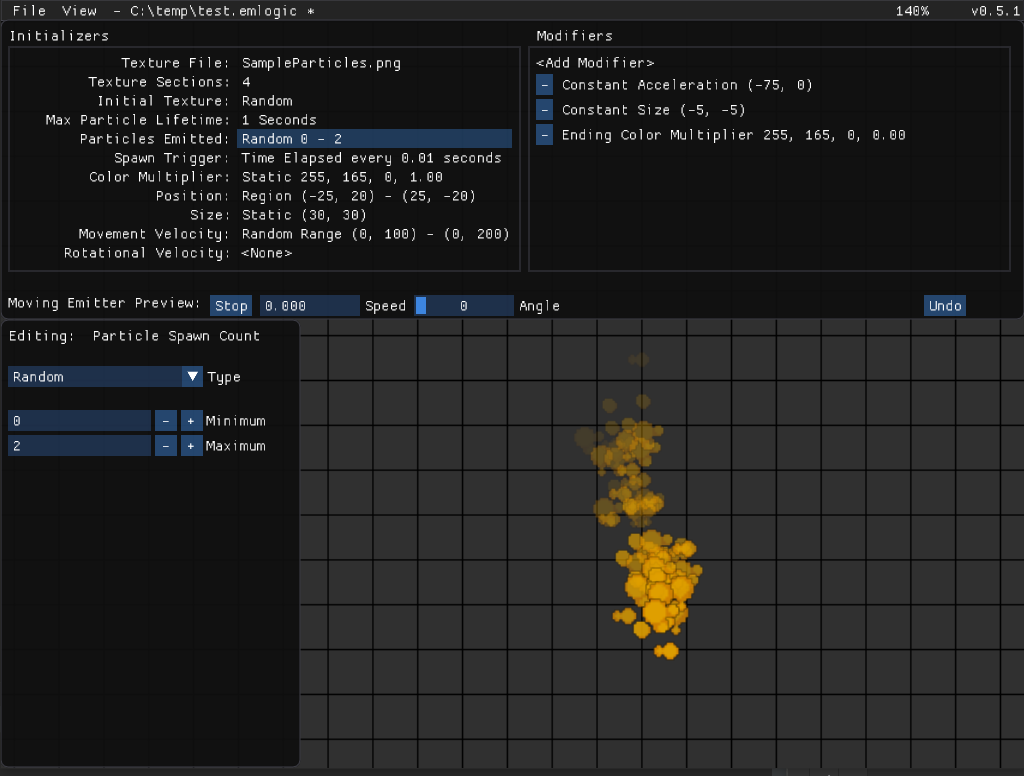 File View - C:\temp\test.emlogic * 140% v0.5.1
Initializers
Texture File: SampleParticles.png
Texture Sections: 4
Initial Texture: Random
Max Particle Lifetime: 1 Seconds
Particles Emitted: Random 0 - 2
Spawn Trigger: Time Elapsed every 0.01 seconds
Color Multiplier: Static 255, 165, 0, 1.00
Position: Region (-25, 20) - (25, -20)
Size: Static (30, 30)
Movement Velocity: Random Range (0, 100) - (0, 200)
Rotational Velocity: <None>
Modifiers
<Add Modifier>
- Constant Acceleration (-75, 0)
- Constant Size (-5, -5)
- Ending Color Multiplier 255, 165, 0, 0.00
Moving Emitter Preview: Stop 0.000 Speed 0 Angle Undo
Editing: Particle Spawn Count
Random Type
0 - + Minimum
2 - + Maximum